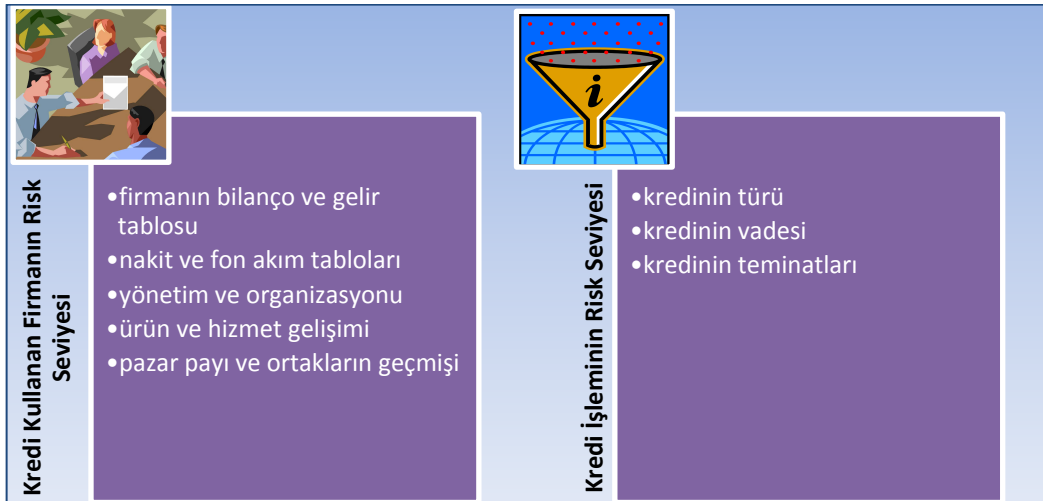 Kredi Kullanan Firmanın Risk
Seviyesi
•firmanın bilanço ve gelir
tablosu
•nakit ve fon akım tabloları
•yönetim ve organizasyonu
•ürün ve hizmet gelişimi
•pazar payı ve ortakların geçmişi
i
Kredi İşleminin Risk Seviyesi
•kredinin türü
•kredinin vadesi
•kredinin teminatları